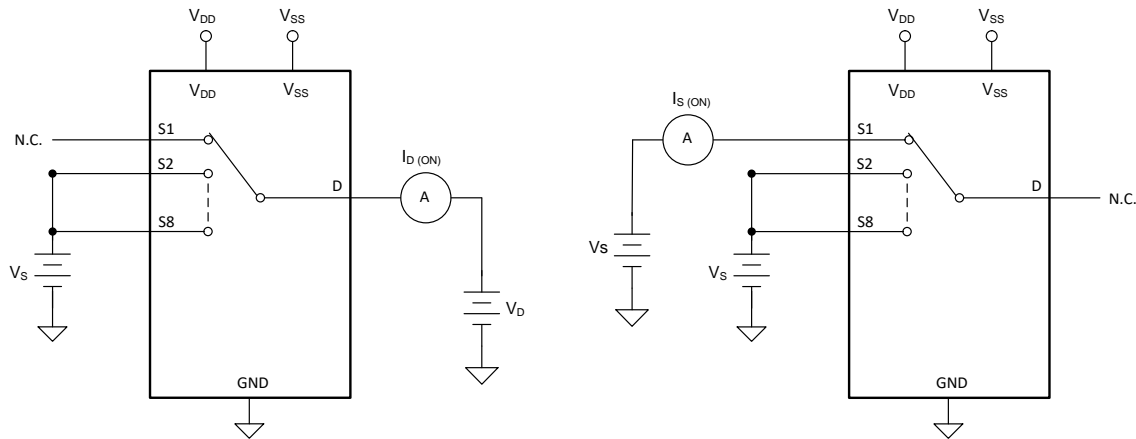 VDD
VSS
VDD
VSS
N.C.
S1
S2
S8
VS
D
ID (ON)
A
VD
GND
VDD
VSS
VDD
VSS
IS (ON)
A
S1
S2
S8
Vs
VS
D
N.C.
GND